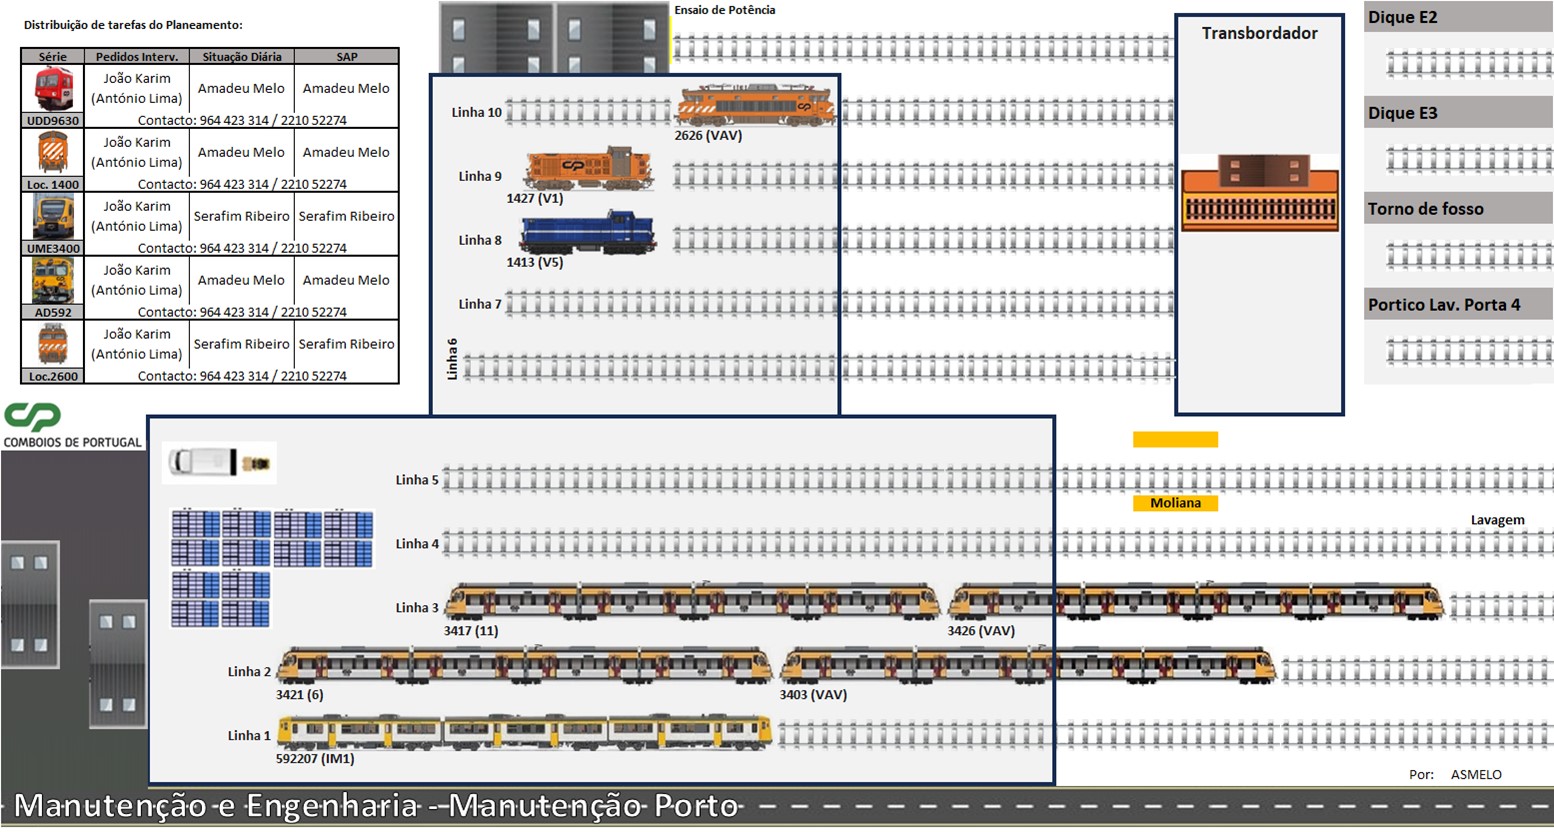 Distribuição de tarefas do Planeamento:
Série Pedidos Interv. Situação Diária SAP
João Karim
(António Lima) Amadeu Melo Amadeu Melo
UDD9630 Contacto: 964 423 314 / 2210 52274
João Karim
(António Lima) Amadeu Melo Amadeu Melo
Loc. 1400 Contacto: 964 423 314 / 2210 52274
João Karim
(António Lima) Serafim Ribeiro Serafim Ribeiro
UME3400 Contacto: 964 423 314 / 2210 52274
João Karim
(António Lima) Amadeu Melo Amadeu Melo
AD592 Contacto: 964 423 314 / 2210 52274
João Karim
(António Lima) Serafim Ribeiro Serafim Ribeiro
Loc.2600 Contacto: 964 423 314 / 2210 52274
CP
COMBOIOS DE PORTUGAL
Ensaio de Potência
Linha 10
2626 (VAV)
Linha 9
CP
1427 (V1)
Linha 8
1413 (V5)
Linha 7
Linha 6
Transbordador
Dique E2
Dique E3
Torno de fosso
Portico Lav. Porta 4
Linha 5
Moliana
Lavagem
Linha 4
Linha 3
3417 (11) 3426 (VAV)
Linha 2
3421 (6) 3403 (VAV)
Linha 1
592207 (IM1)
Por: ASMELO
Manutenção e Engenharia - Manutenção Porto